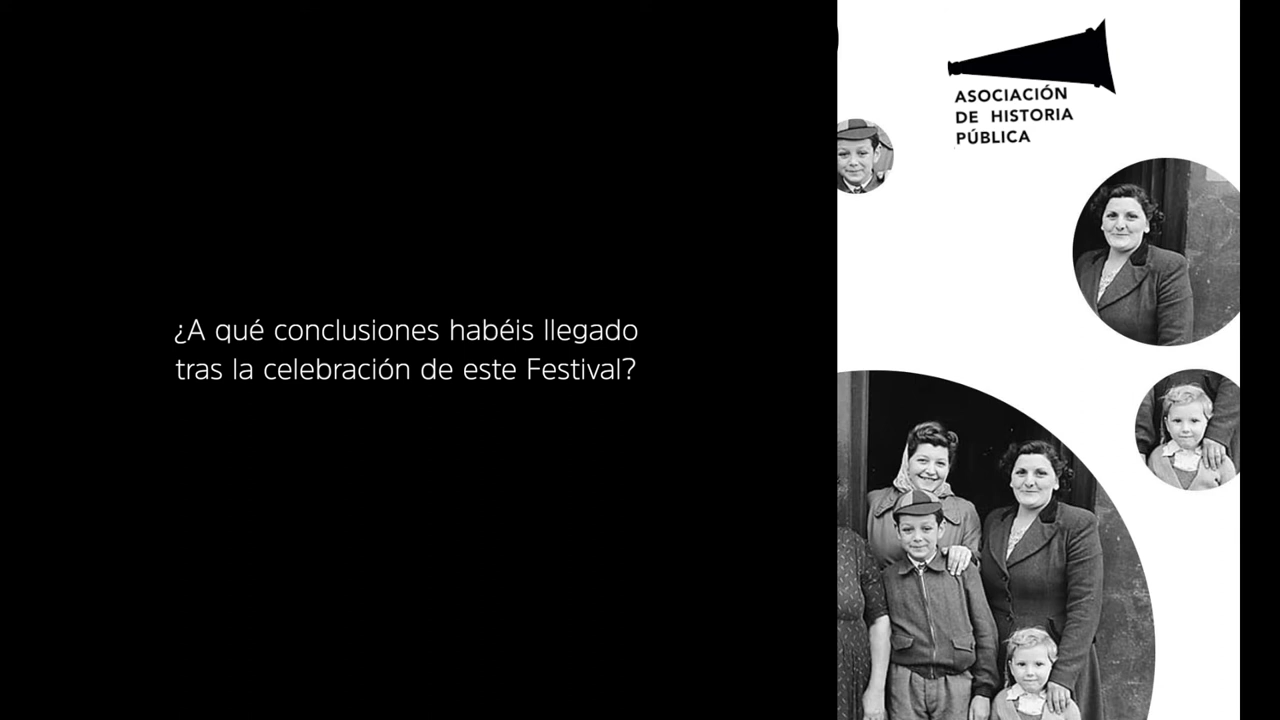 ¿A qué conclusiones habéis llegado
tras la celebración de este Festival?
ASOCIACIÓN
DE HISTORIA
PÚBLICA